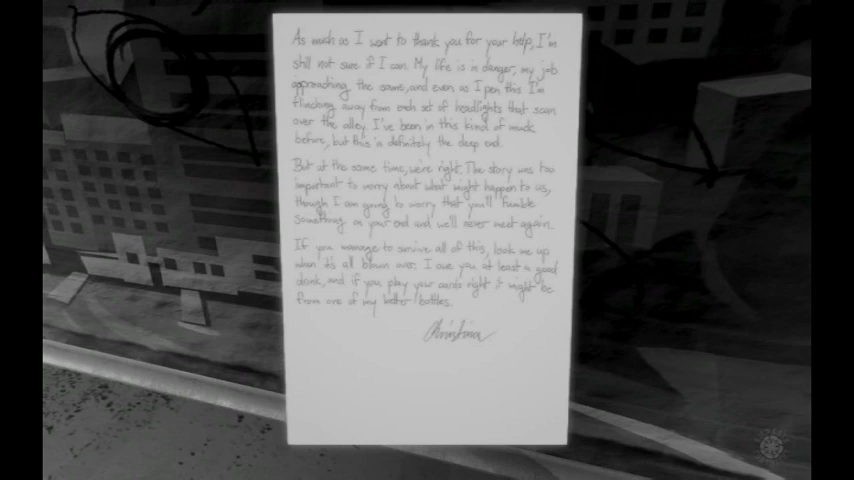 As much as I want to thank you for your help, I'm
still not sure if I can. My life is in danger, my job
approaching the same, and even as I pen this I'm
flinching away from each set of headlights that scan
over the alley. I've been in this kind of muck
before, but this is definitely the deep end.
But at the same time, we're right. The story was too
important to worry about what might happen to us,
though I am going to worry that you'll fumble
something on your end and we'll never meet again.
If you manage to survive all of this, look me up
when it's all blown over. I owe you at least a good
drink, and if you play your cards right it might be
from one of my better bottles.
Christina